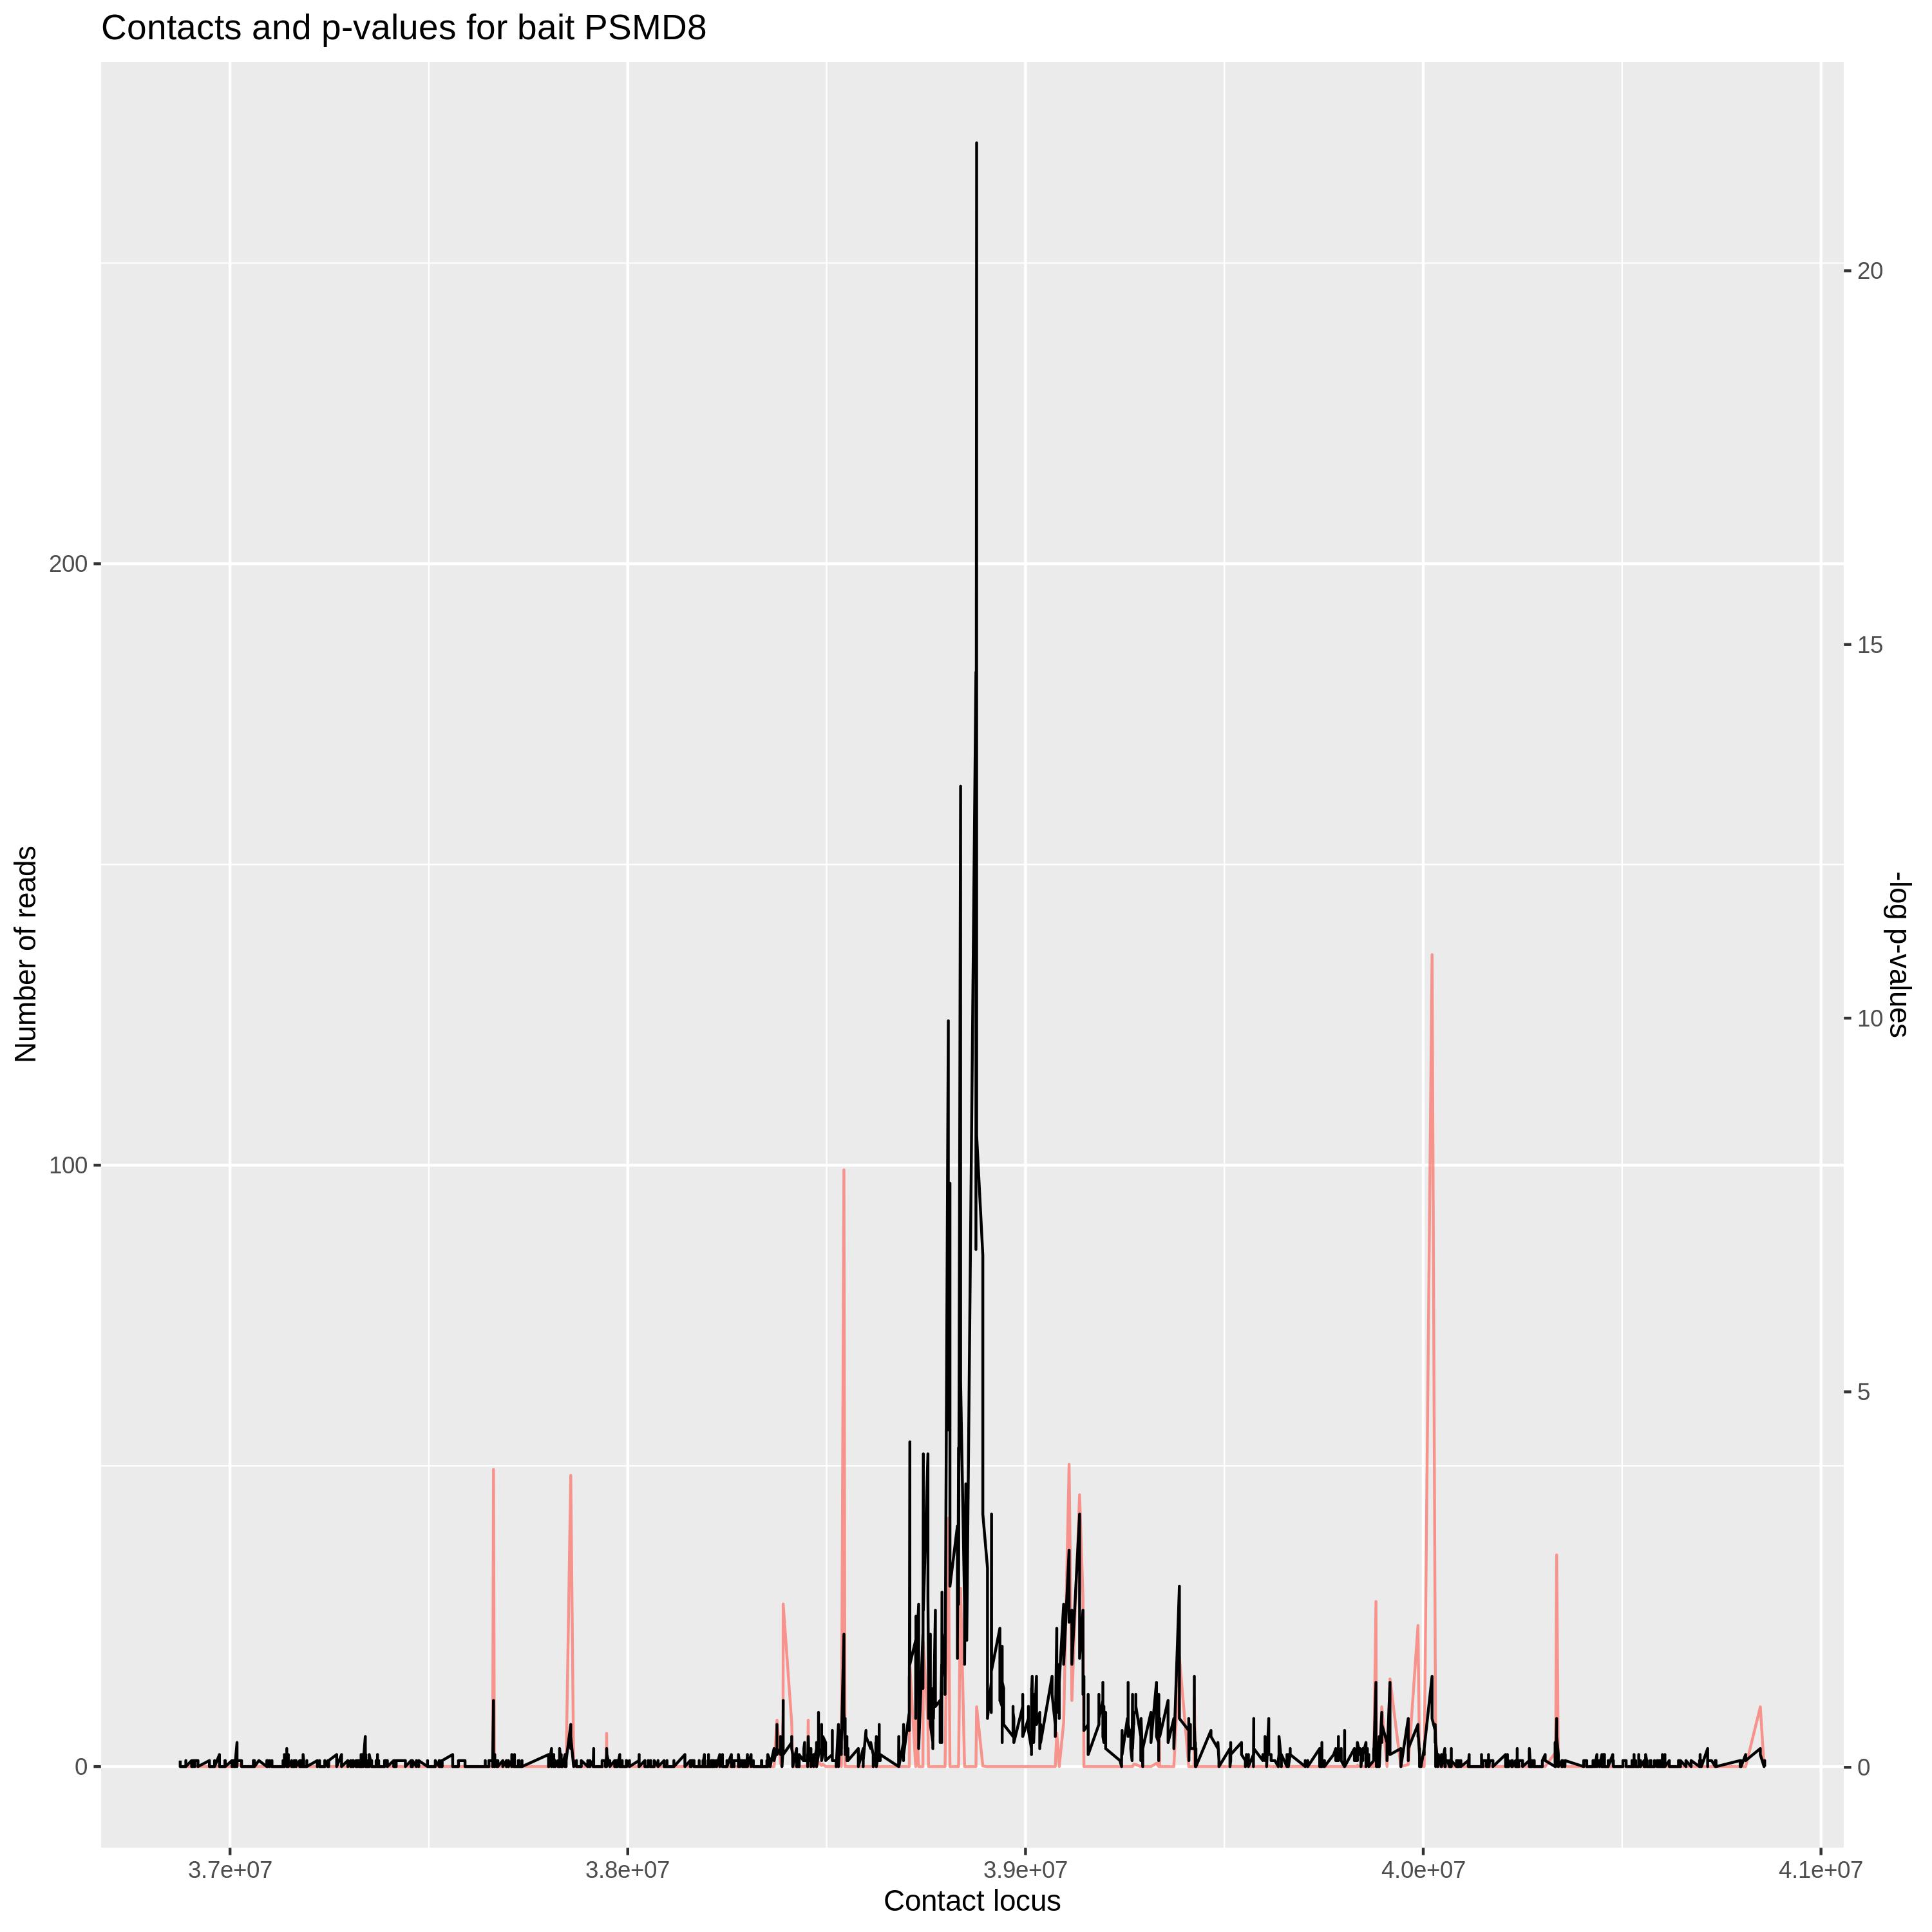 Contacts and p-values for bait PSMD8
Number of reads
200
100
0
20
15
10
5
0
-log p-values
3.7e+07
3.8e+07
3.9e+07
4.0e+07
4.1e+07
Contact locus